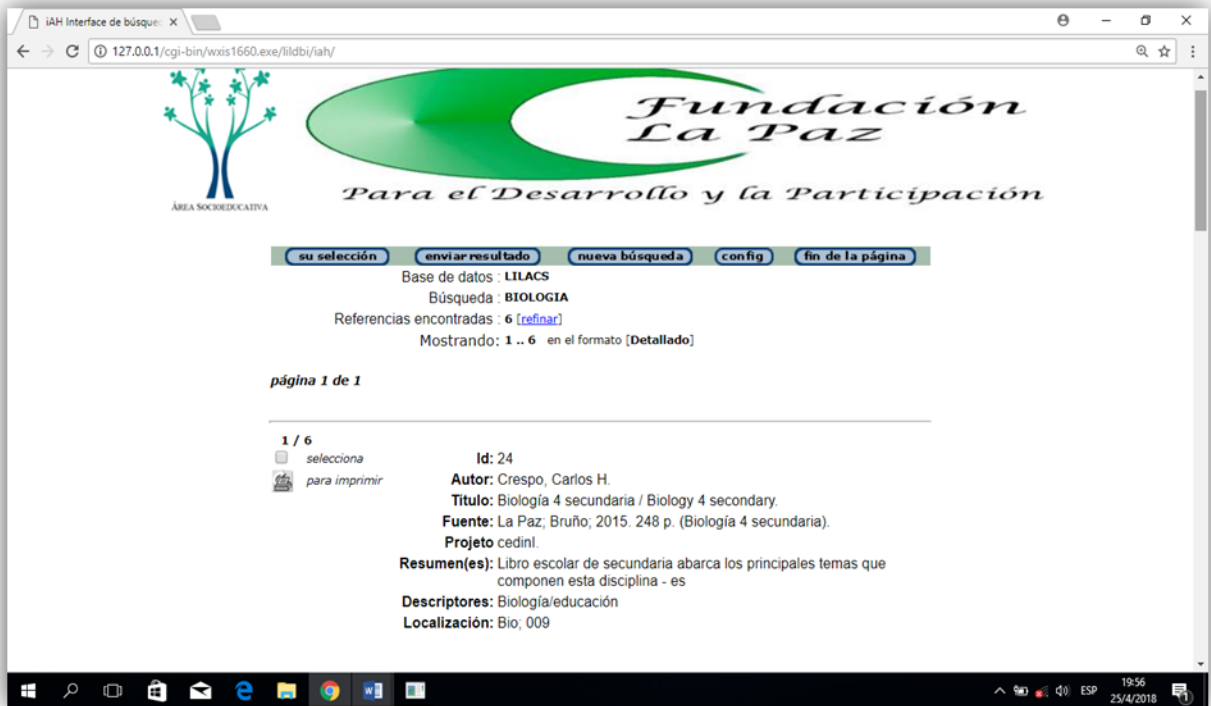 iAH Interface de búsque
127.0.0.1/cgi-bin/wxis1660.exe/lildbi/iah/
Fundación
La Paz
Para el Desarrollo y la Participación
ÁREA SOCIOEDUCATIVA
su selección enviar resultado nueva búsqueda config fin de la página
Base de datos : LILACS
Búsqueda : BIOLOGIA
Referencias encontradas : 6 [refinar]
Mostrando: 1 .. 6 en el formato [Detallado]
página 1 de 1
1 / 6
selecciona Id: 24
para imprimir Autor: Crespo, Carlos H.
Título: Biología 4 secundaria / Biology 4 secondary.
Fuente: La Paz; Bruño; 2015. 248 p. (Biología 4 secundaria).
Projeto cedinl.
Resumen(es): Libro escolar de secundaria abarca los principales temas que
componen esta disciplina - es
Descriptores: Biología/educación
Localización: Bio; 009
ESP 19:56
25/4/2018